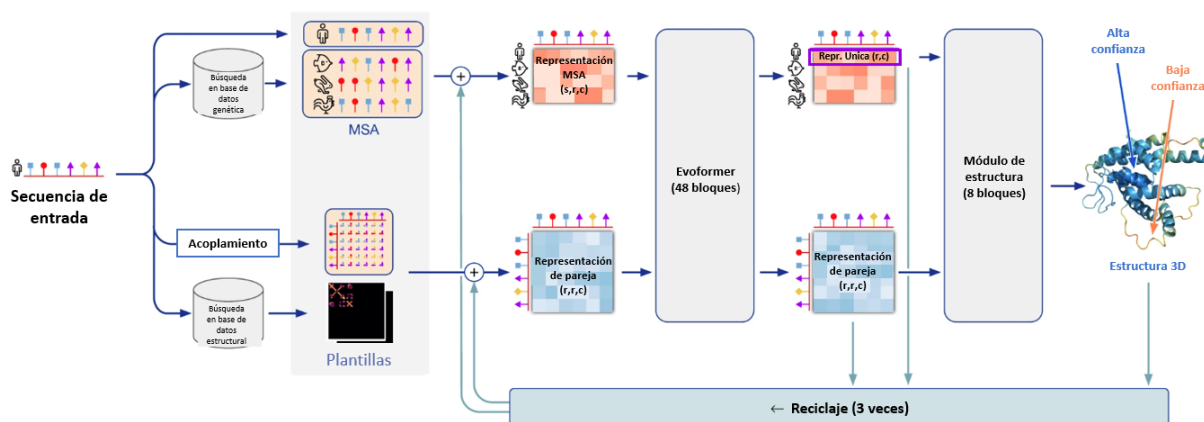 Secuencia de
entrada
Búsqueda
en base de
datos
genética
MSA
Acoplamiento
Búsqueda
en base de
datos
estructural
Plantillas
Representación
MSA
(s,r,c)
Representación
de pareja
(r,r,c)
Evoformer
(48 bloques)
Repr. Unica (r,c)
Representación
de pareja
(r,r,c)
Módulo de
estructura
(8 bloques)
Alta
confianza
Baja
confianza
Estructura 3D
← Reciclaje (3 veces)